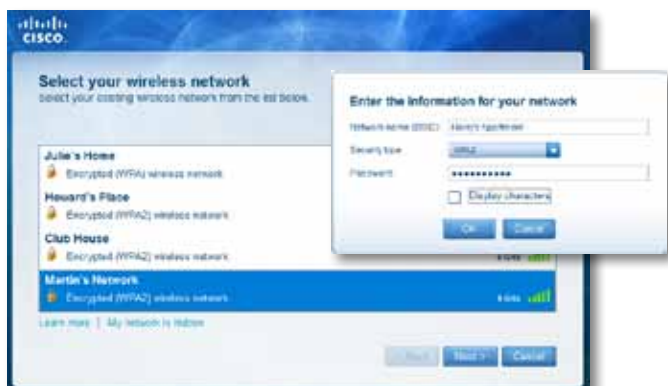 CISCO
Select your wireless network
Select your existing wireless network from the list below.
Julie's Home
Encrypted (WPA) wireless network
Howard's Place
Encrypted (WPA2) wireless network
Club House
Encrypted (WPA2) wireless network
Martin's Network
Encrypted (WPA2) wireless network
Learn more | My network is hidden
Next > Cancel
Enter the information for your network
Network name (SSID)
Security type WPA2
Password ••••••••••
Display characters
OK Cancel